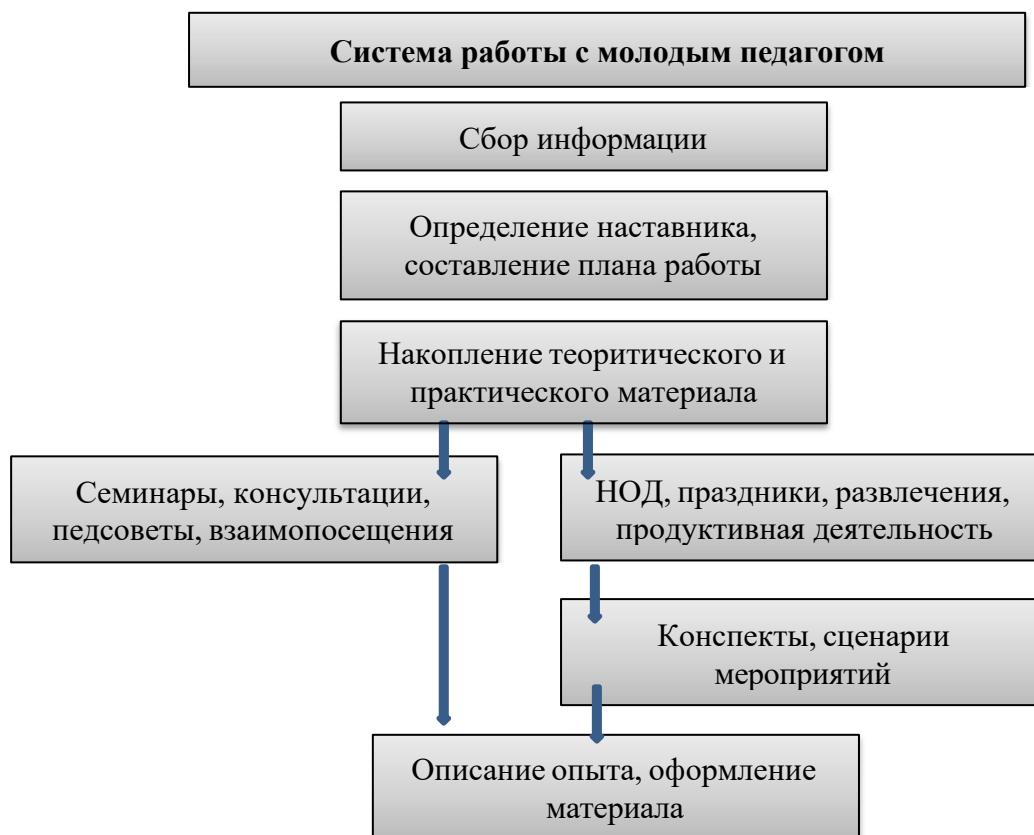 Система работы с молодым педагогом
Сбор информации
Определение наставника,
составление плана работы
Накопление теоритического и
практического материала
Семинары, консультации,
педсоветы, взаимопосещения
НОД, праздники, развлечения,
продуктивная деятельность
Конспекты, сценарии
мероприятий
Описание опыта, оформление
материала